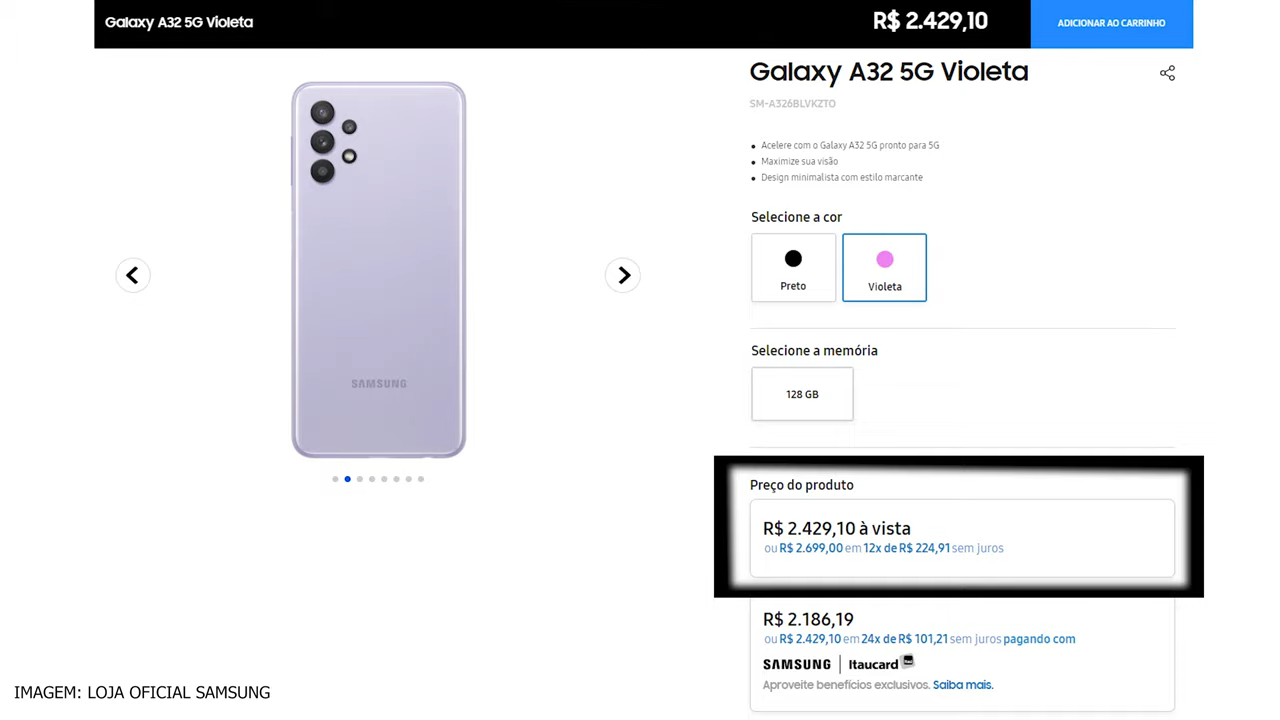 Galaxy A32 5G Violeta
R$ 2.429,10
ADICIONAR AO CARRINHO
Galaxy A32 5G Violeta
SM-A326BLVKZTO
Acelere com o Galaxy A32 5G pronto para 5G
Maximize sua visão
Design minimalista com estilo marcante
Selecione a cor
Preto
Violeta
Selecione a memória
128 GB
SAMSUNG
Preço do produto
R$ 2.429,10 à vista
ou R$ 2.699,00 em 12x de R$ 224,91 sem juros
R$ 2.186,19
ou R$ 2.429,10 em 24x de R$ 101,21 sem juros pagando com
SAMSUNG | Itaucard
Aproveite benefícios exclusivos. Saiba mais.
IMAGEM: LOJA OFICIAL SAMSUNG